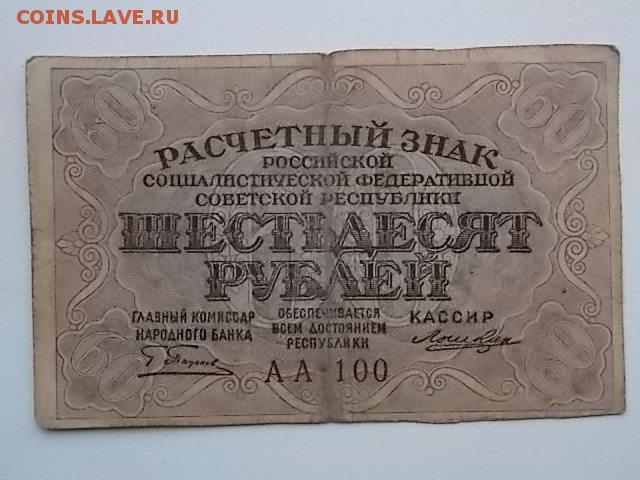 COINS.LAVE.RU
60
60
РАСЧЕТНЫЙ ЗНАК
РОССИЙСКОЙ
СОЦИАЛИСТИЧЕСКОЙ ФЕДЕРАТИВНОЙ
СОВЕТСКОЙ РЕСПУБЛИКИ
ШЕСТЬДЕСЯТ
РУБЛЕЙ
ГЛАВНЫЙ КОМИССАР
НАРОДНОГО БАНКА
ОБЕСПЕЧИВАЕТСЯ
ВСЕМ ДОСТОЯНИЕМ
РЕСПУБЛИКИ
КАССИР
60
60
АА-100